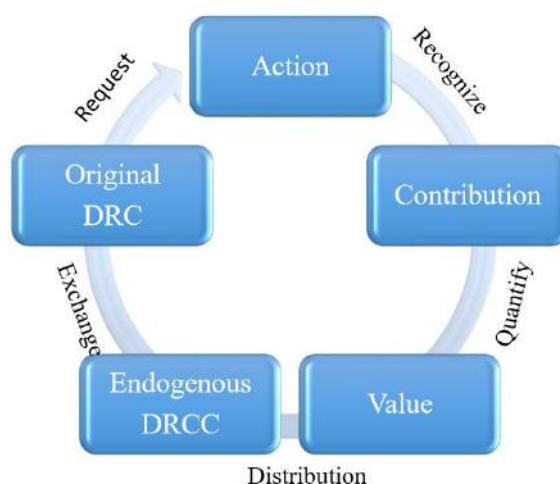 Action
Recognize
Contribution
Quantify
Value
Distribution
Endogenous
DRCC
Exchange
Original
DRC
Request